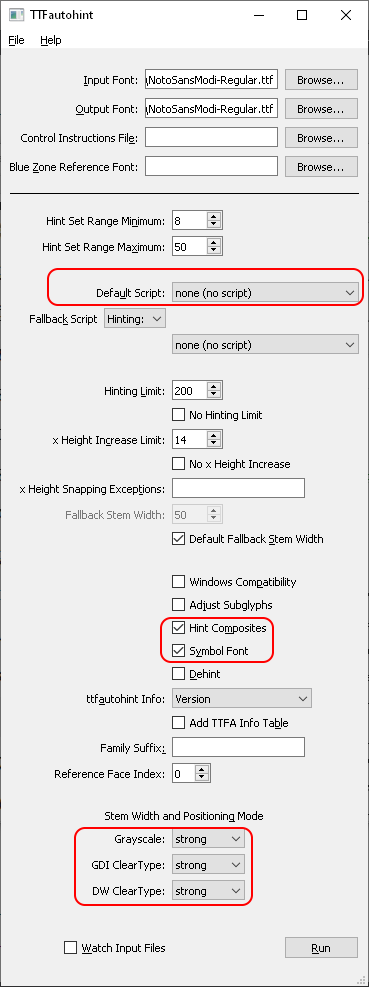 TTFautohint
File Help
Input Font: \NotoSansModi-Regular.ttf Browse...
Output Font: \NotoSansModi-Regular.ttf Browse...
Control Instructions File: Browse...
Blue Zone Reference Font: Browse...
Hint Set Range Minimum: 8
Hint Set Range Maximum: 50
Default Script: none (no script)
Fallback Script Hinting:
none (no script)
Hinting Limit: 200
No Hinting Limit
x Height Increase Limit: 14
No x Height Increase
x Height Snapping Exceptions:
Fallback Stem Width: 50
Default Fallback Stem Width
Windows Compatibility
Adjust Subglyphs
Hint Composites
Symbol Font
Dehint
ttfautohint Info: Version
Add TTFA Info Table
Family Suffix:
Reference Face Index: 0
Stem Width and Positioning Mode
Grayscale: strong
GDI ClearType: strong
DW ClearType: strong
Watch Input Files Run